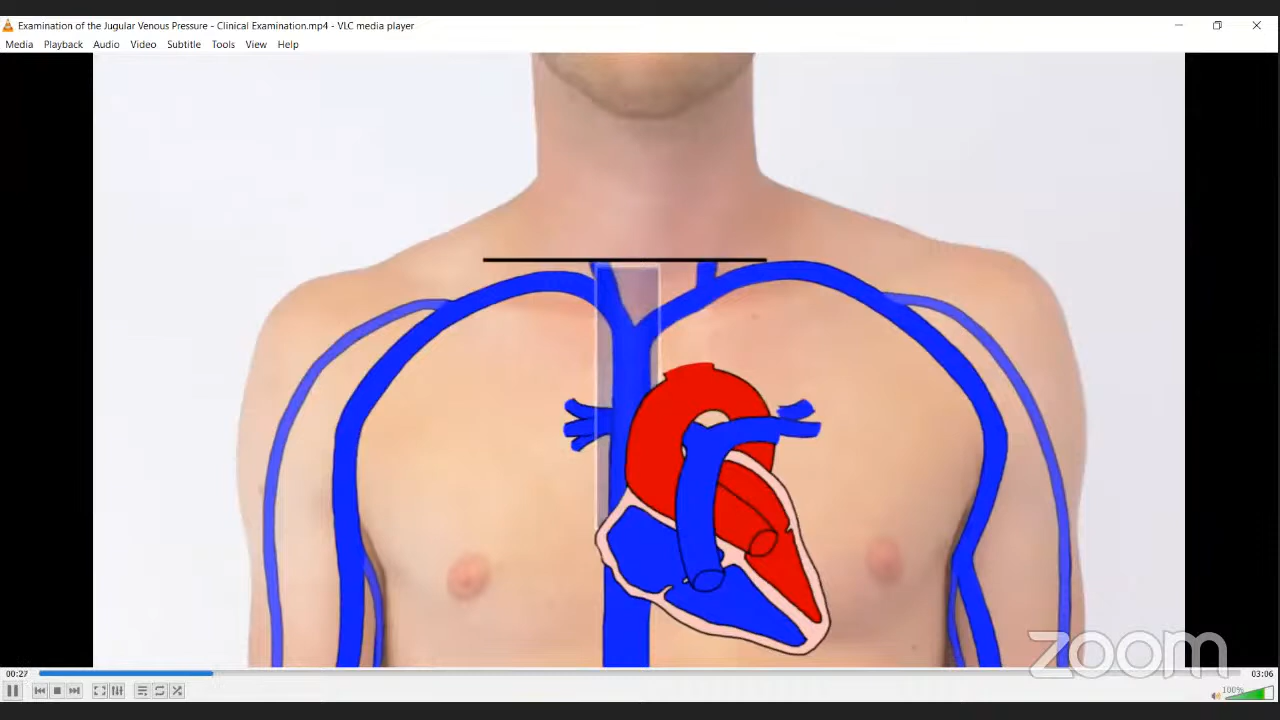 Examination of the Jugular Venous Pressure - Clinical Examination.mp4 - VLC media player
Media Playback Audio Video Subtitle Tools View Help
00:27
03:06
100%
zoom